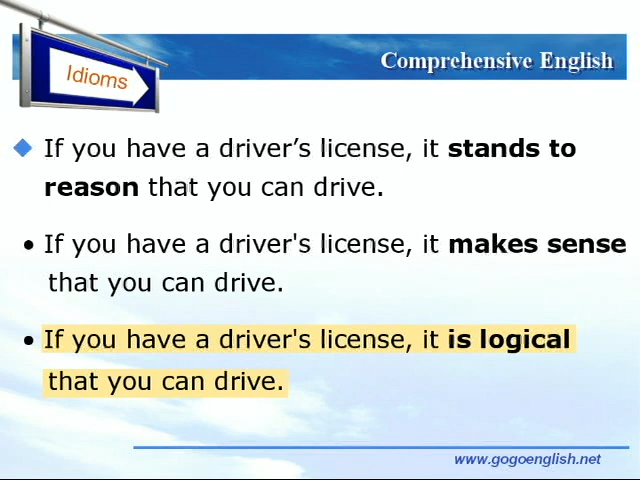 Idioms
Comprehensive English
If you have a driver’s license, it stands to
reason that you can drive.
• If you have a driver's license, it makes sense
that you can drive.
• If you have a driver's license, it is logical
that you can drive.
www.gogoenglish.net